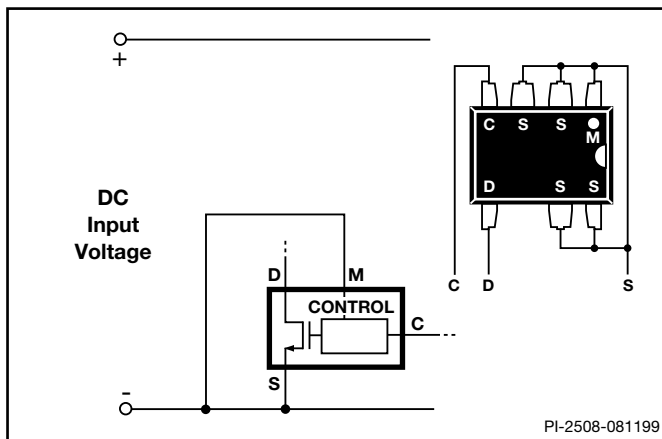 +
C S S M
D S S
DC
Input
Voltage
C D S
D M
CONTROL
C
S
-
PI-2508-081199